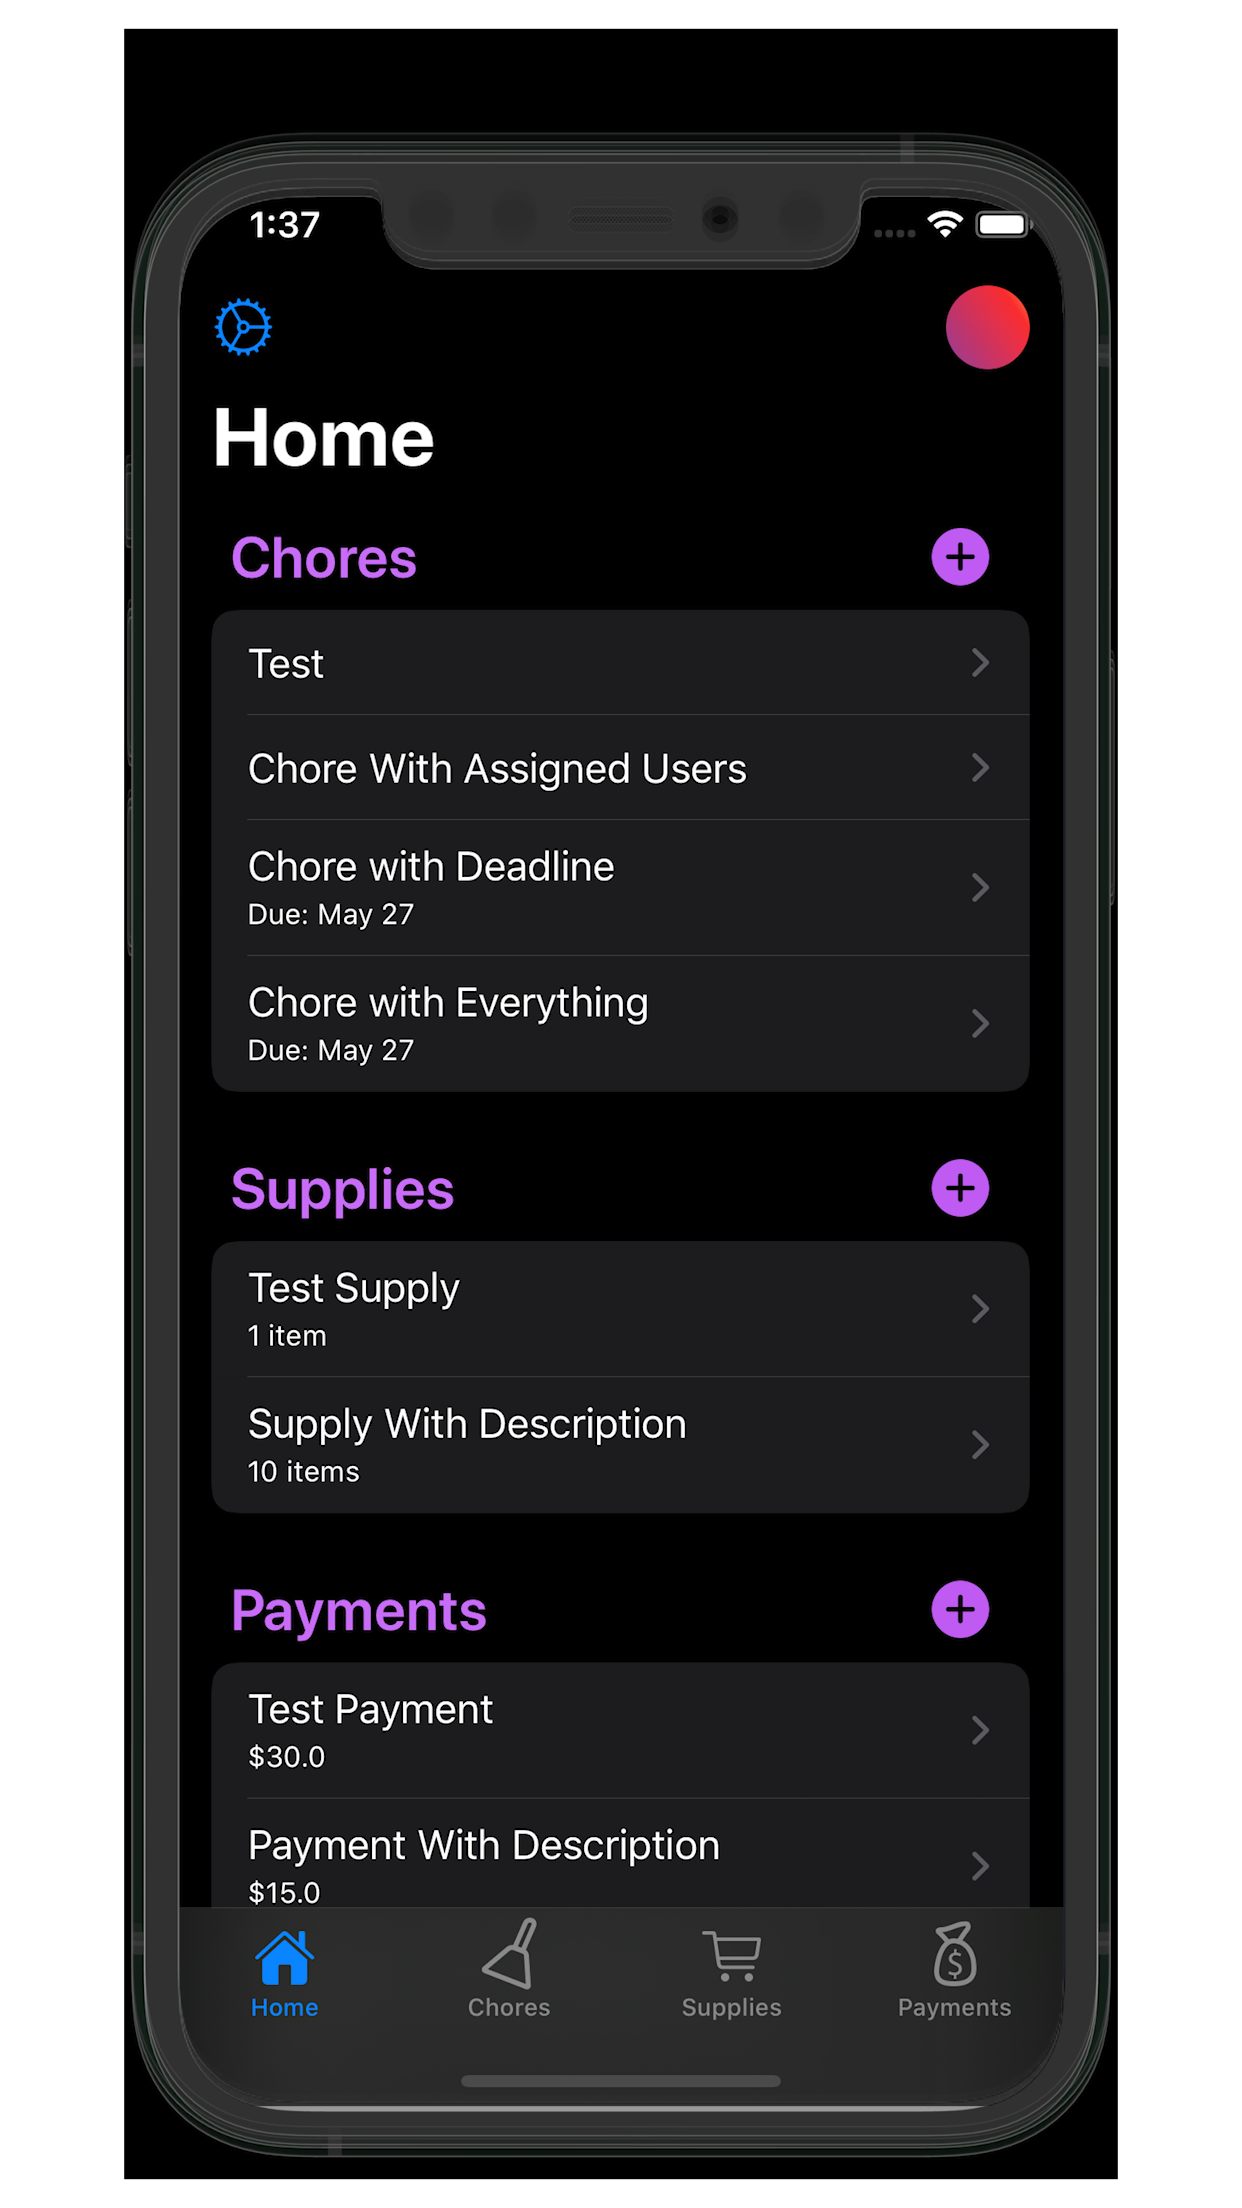 1:37
Home
Chores
Test
Chore With Assigned Users
Chore with Deadline
Due: May 27
Chore with Everything
Due: May 27
Supplies
Test Supply
1 item
Supply With Description
10 items
Payments
Test Payment
$30.0
Payment With Description
$15.0
Home
Chores
Supplies
$
Payments